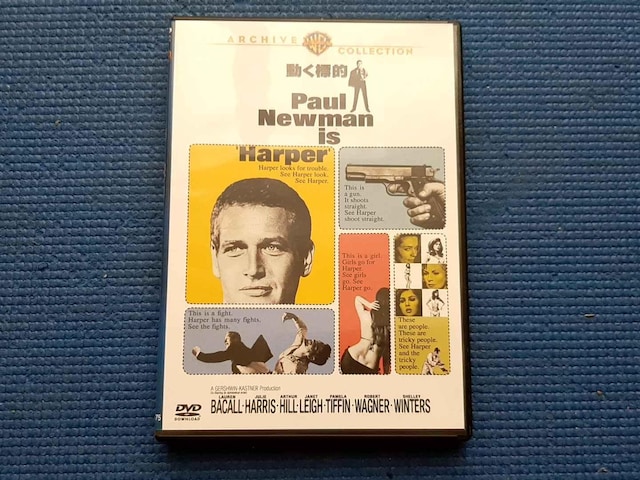 ARCHIVE WB COLLECTION
動く標的
Paul
Newman
is
'Harper'
Harper looks for trouble.
See Harper look.
See Harper.
This is
a gun.
It shoots
straight.
See Harper
shoot straight.
This is a girl.
Girls go for
Harper.
See girls
go. See
Harper go.
This is a fight.
Harper has many fights.
See the fights.
These
are people.
These are
tricky people.
See Harper
and the
tricky
people.
A GERSHWIN KASTNER Production
LAUREN JULIE ARTHUR JANET PAMELA ROBERT SHELLEY
BACALL·HARRIS·HILL·LEIGH·TIFFIN·WAGNER·WINTERS
DVD
DOWNLOAD
75